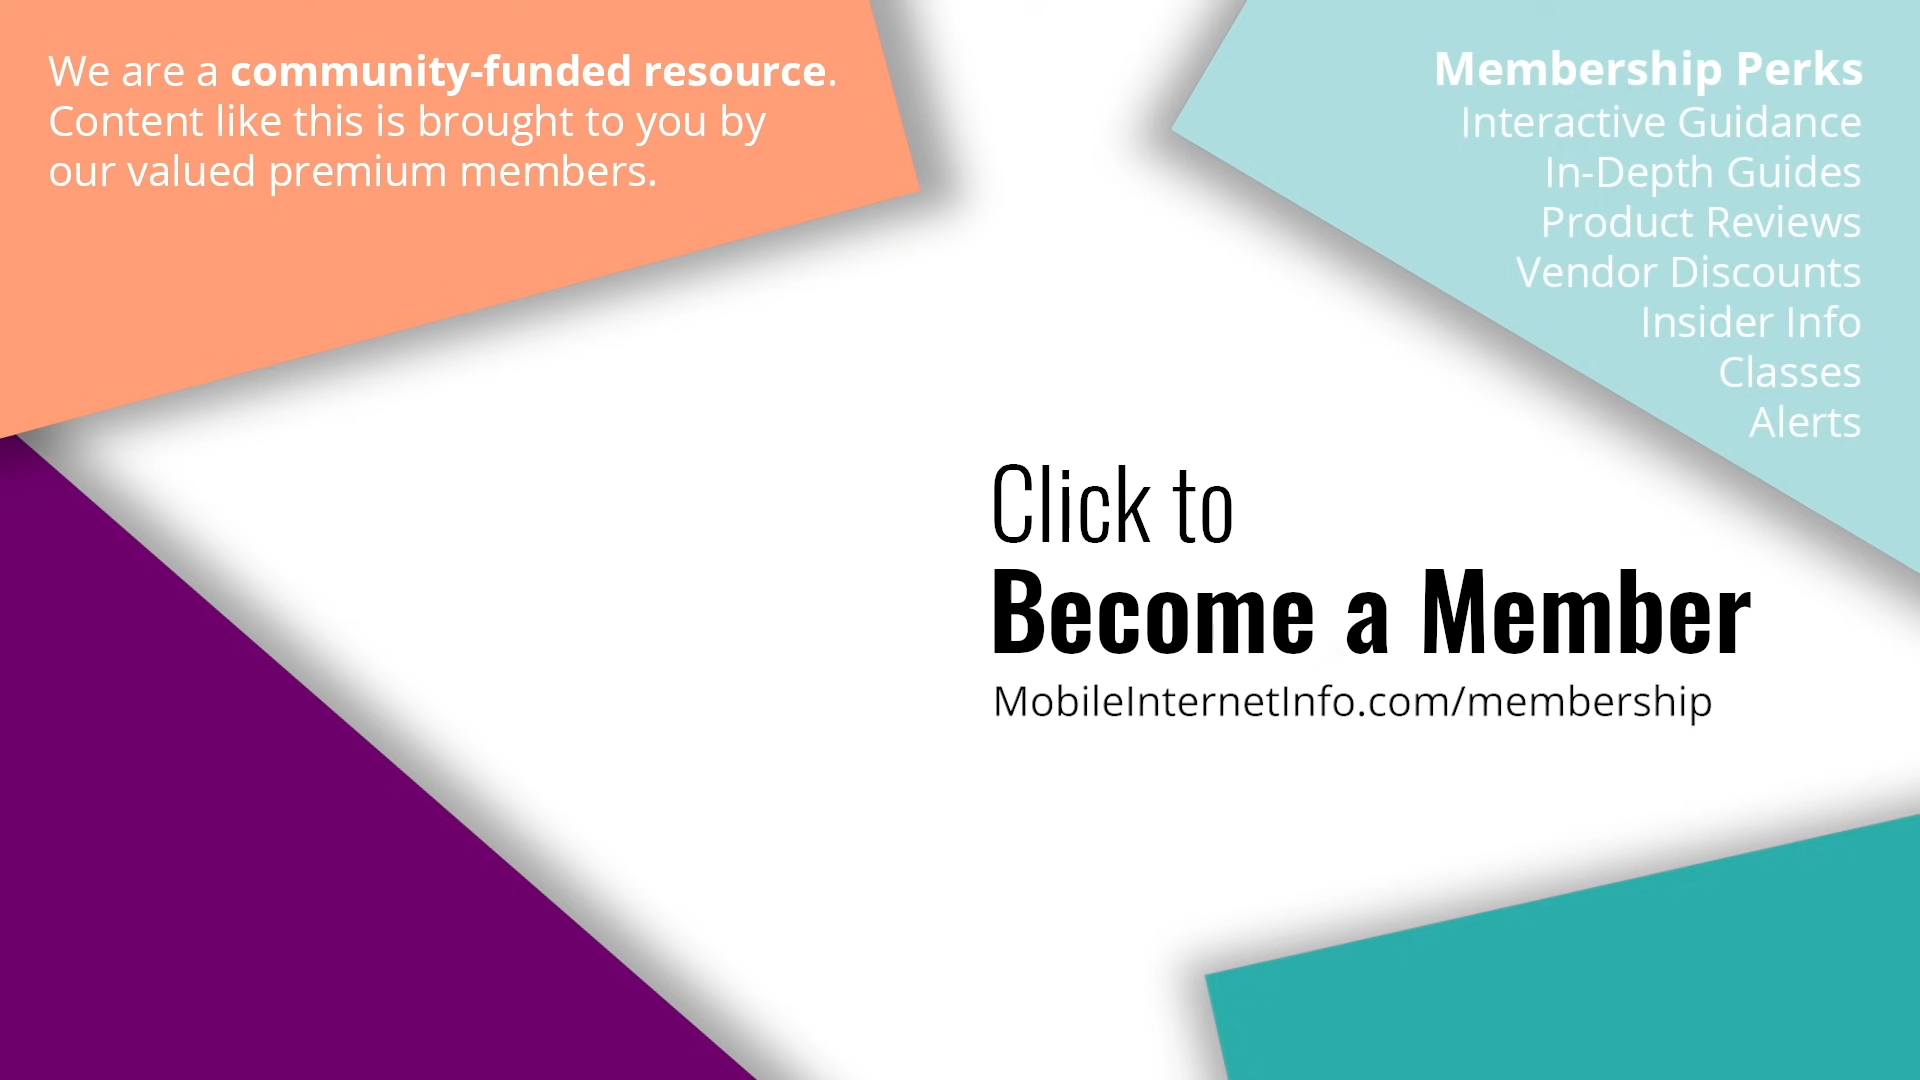 We are a community-funded resource.
Content like this is brought to you by
our valued premium members.
Membership Perks
Interactive Guidance
In-Depth Guides
Product Reviews
Vendor Discounts
Insider Info
Classes
Alerts
Click to
Become a Member
MobileInternetInfo.com/membership